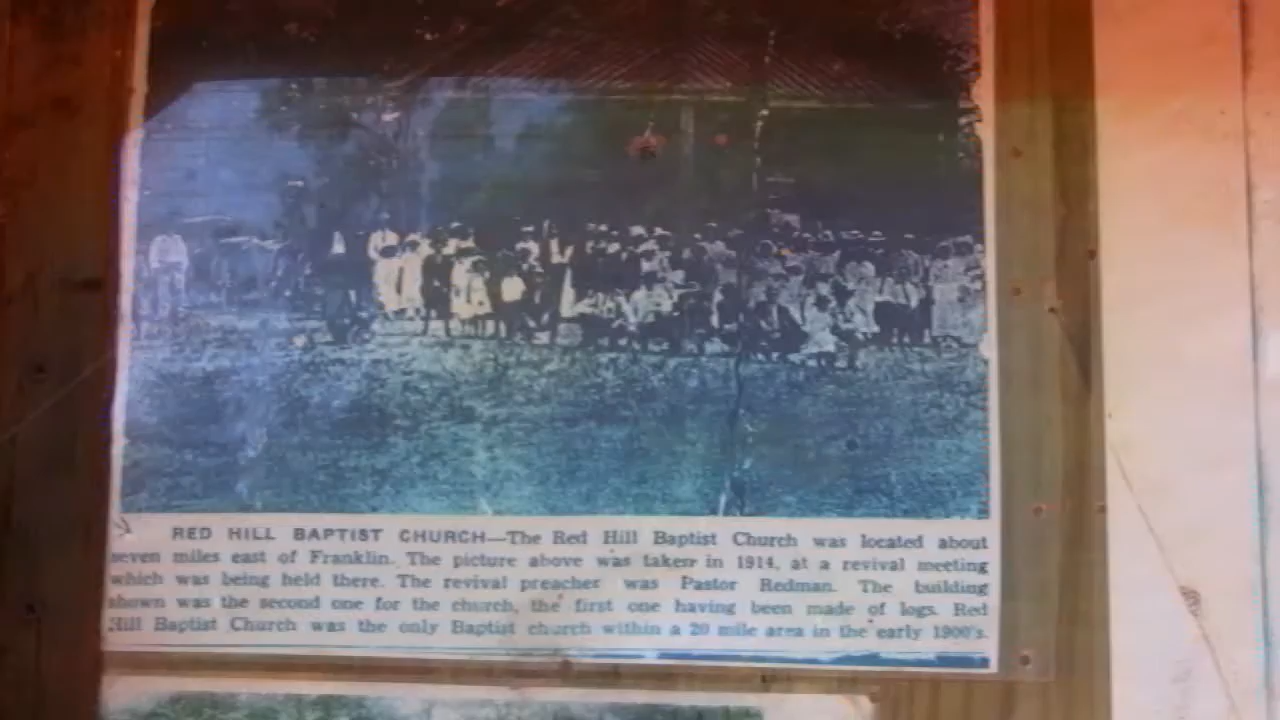 RED HILL BAPTIST CHURCH—The Red Hill Baptist Church was located about
seven miles east of Franklin. The picture above was taken in 1914, at a revival meeting
which was being held there. The revival preacher was Pastor Redman. The building
shown was the second one for the church, the first one having been made of logs. Red
Hill Baptist Church was the only Baptist church within a 20 mile area in the early 1900's.